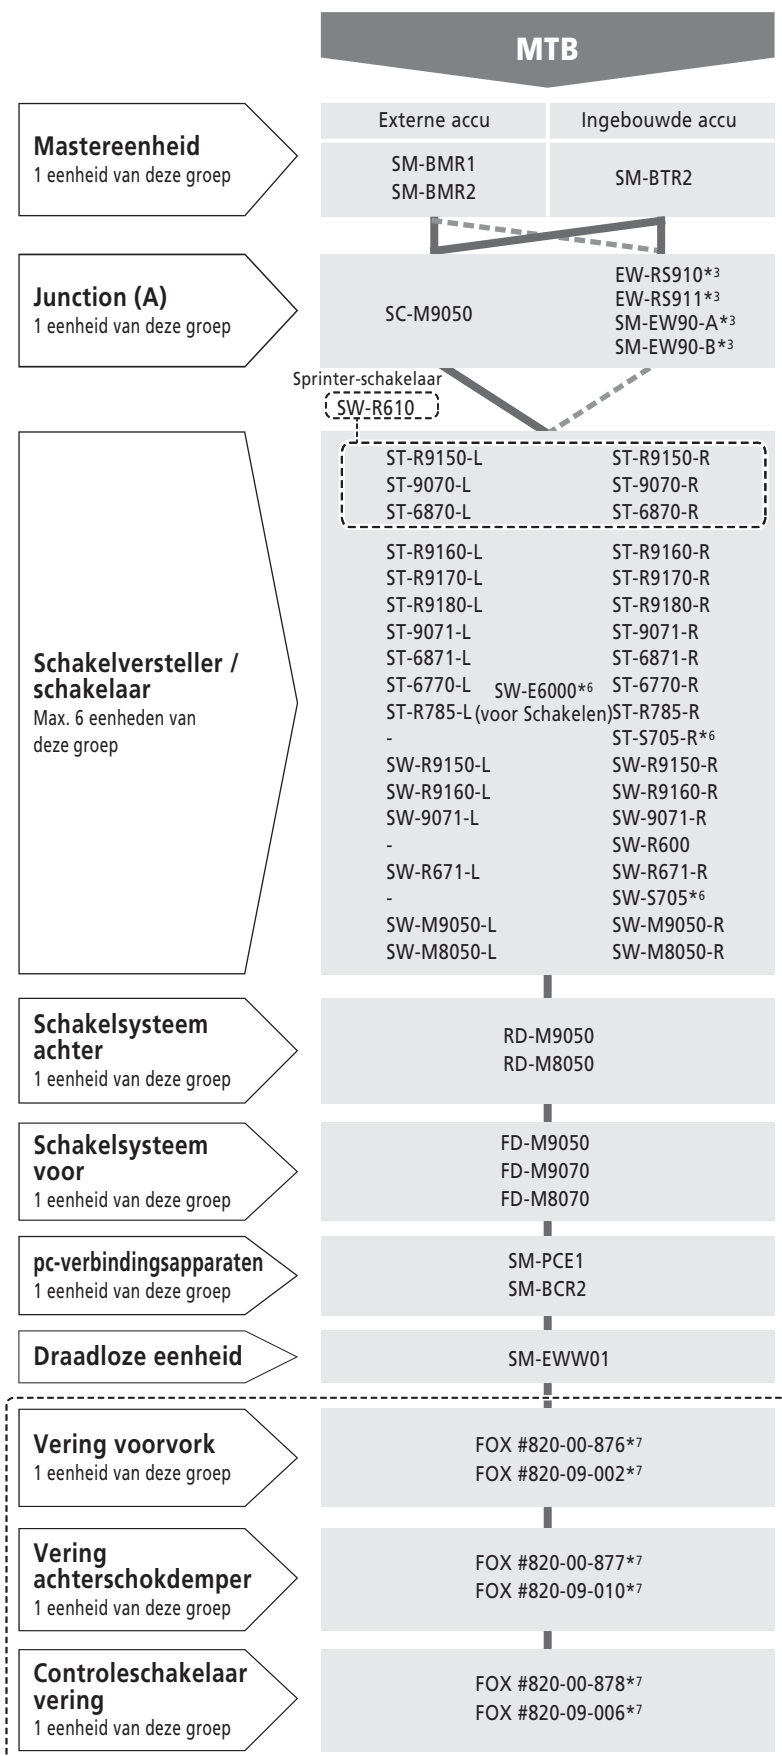 MTB
Mastereenheid
1 eenheid van deze groep
Externe accu
Ingebouwde accu
SM-BMR1
SM-BMR2
SM-BTR2
Junction (A)
1 eenheid van deze groep
SC-M9050
EW-RS910*3
EW-RS911*3
SM-EW90-A*3
SM-EW90-B*3
Sprinter-schakelaar
SW-R610
Schakelversteller /
schakelaar
Max. 6 eenheden van
deze groep
ST-R9150-L ST-R9150-R
ST-9070-L ST-9070-R
ST-6870-L ST-6870-R
ST-R9160-L ST-R9160-R
ST-R9170-L ST-R9170-R
ST-R9180-L ST-R9180-R
ST-9071-L ST-9071-R
ST-6871-L ST-6871-R
ST-6770-L SW-E6000*6 ST-6770-R
ST-R785-L (voor Schakelen) ST-R785-R
- ST-S705-R*6
SW-R9150-L SW-R9150-R
SW-R9160-L SW-R9160-R
SW-9071-L SW-9071-R
- SW-R600
SW-R671-L SW-R671-R
- SW-S705*6
SW-M9050-L SW-M9050-R
SW-M8050-L SW-M8050-R
Schakelsysteem
achter
1 eenheid van deze groep
RD-M9050
RD-M8050
Schakelsysteem
voor
1 eenheid van deze groep
FD-M9050
FD-M9070
FD-M8070
pc-verbindingsapparaten
1 eenheid van deze groep
SM-PCE1
SM-BCR2
Draadloze eenheid
SM-EWW01
Vering voorvork
1 eenheid van deze groep
FOX #820-00-876*7
FOX #820-09-002*7
Vering
achterschokdemper
1 eenheid van deze groep
FOX #820-00-877*7
FOX #820-09-010*7
Controleschakelaar
vering
1 eenheid van deze groep
FOX #820-00-878*7
FOX #820-09-006*7